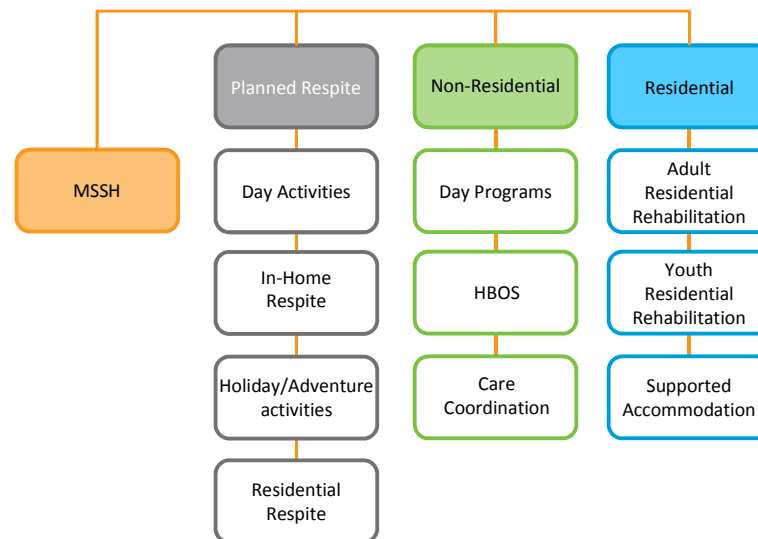 Planned Respite
Non-Residential
Residential
MSSH
Day Activities
Day Programs
Adult
Residential
Rehabilitation
In-Home
Respite
HBOS
Youth
Residential
Rehabilitation
Holiday/Adventure
activities
Care
Coordination
Supported
Accommodation
Residential
Respite